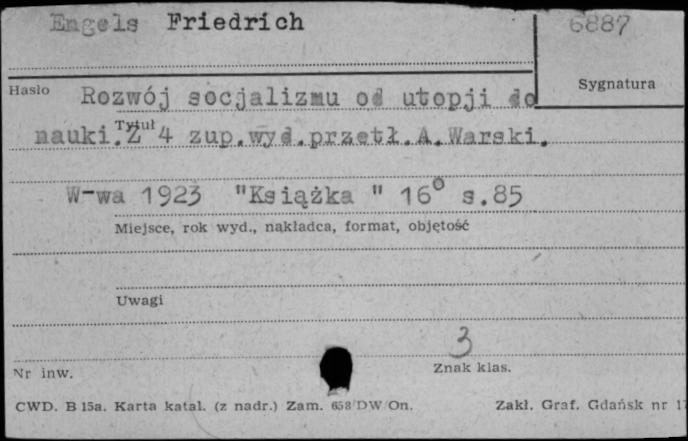 Engels Friedrich
6887
Hasło
Sygnatura
Rozwój socjalizmu od utopji do
Tytuł
nauki.Z 4 zup.wyd.przetł.A.Warski.
W-wa 1923 "Książka " 16° s.85
Miejsce, rok wyd., nakładca, format, objętość
Uwagi
3
Nr inw.
Znak klas.
CWD. B 15a. Karta katal. (z nadr.) Zam. 658/DW/On.
Zakł. Graf. Gdańsk nr